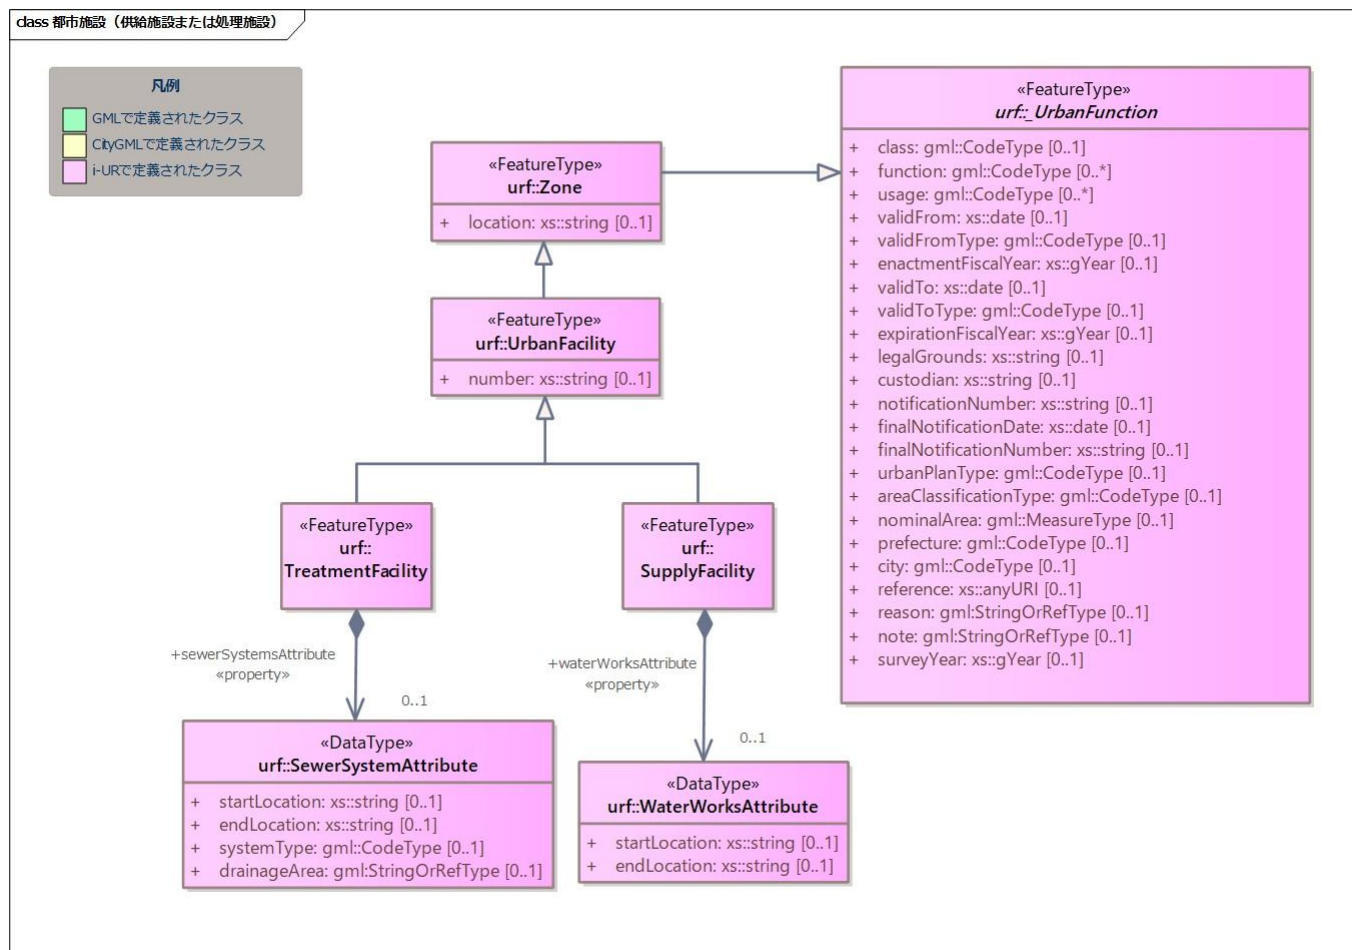 class 都市施設（供給施設または処理施設）
凡例
GMLで定義されたクラス
CityGMLで定義されたクラス
i-URで定義されたクラス
«FeatureType»
urf::_UrbanFunction
+ class: gml::CodeType [0..1]
+ function: gml::CodeType [0..*]
+ usage: gml::CodeType [0..*]
+ validFrom: xs::date [0..1]
+ validFromType: gml::CodeType [0..1]
+ enactmentFiscalYear: xs::gYear [0..1]
+ validTo: xs::date [0..1]
+ validToType: gml::CodeType [0..1]
+ expirationFiscalYear: xs::gYear [0..1]
+ legalGrounds: xs::string [0..1]
+ custodian: xs::string [0..1]
+ notificationNumber: xs::string [0..1]
+ finalNotificationDate: xs::date [0..1]
+ finalNotificationNumber: xs::string [0..1]
+ urbanPlanType: gml::CodeType [0..1]
+ areaClassificationType: gml::CodeType [0..1]
+ nominalArea: gml::MeasureType [0..1]
+ prefecture: gml::CodeType [0..1]
+ city: gml::CodeType [0..1]
+ reference: xs::anyURI [0..1]
+ reason: gml:StringOrRefType [0..1]
+ note: gml:StringOrRefType [0..1]
+ surveyYear: xs::gYear [0..1]
«FeatureType»
urf::Zone
+ location: xs::string [0..1]
«FeatureType»
urf::UrbanFacility
+ number: xs::string [0..1]
«FeatureType»
urf::
TreatmentFacility
«FeatureType»
urf::
SupplyFacility
+sewerSystemsAttribute
«property»
0..1
+waterWorksAttribute
«property»
0..1
«DataType»
urf::SewerSystemAttribute
+ startLocation: xs::string [0..1]
+ endLocation: xs::string [0..1]
+ systemType: gml::CodeType [0..1]
+ drainageArea: gml:StringOrRefType [0..1]
«DataType»
urf::WaterWorksAttribute
+ startLocation: xs::string [0..1]
+ endLocation: xs::string [0..1]